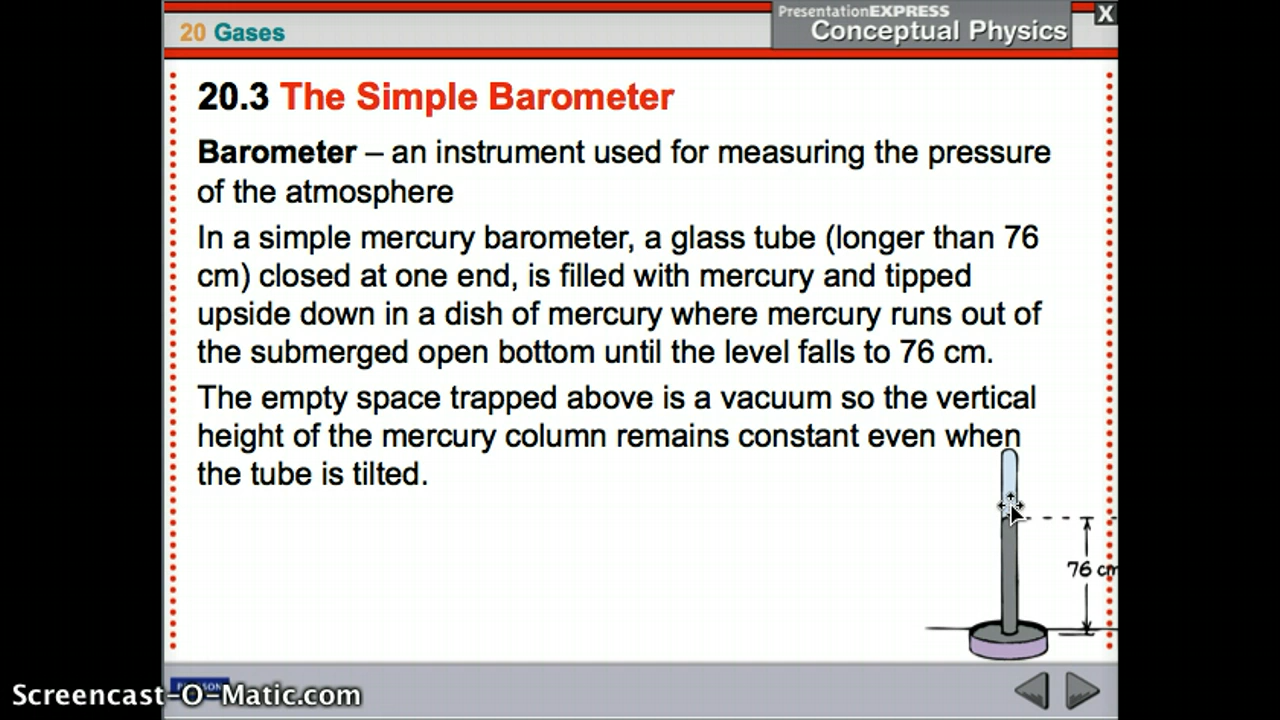 PresentationEXPRESS
X
20 Gases
Conceptual Physics
20.3 The Simple Barometer
Barometer – an instrument used for measuring the pressure
of the atmosphere
In a simple mercury barometer, a glass tube (longer than 76
cm) closed at one end, is filled with mercury and tipped
upside down in a dish of mercury where mercury runs out of
the submerged open bottom until the level falls to 76 cm.
The empty space trapped above is a vacuum so the vertical
height of the mercury column remains constant even when
the tube is tilted.
76 cm
Screencast-O-Matic.com